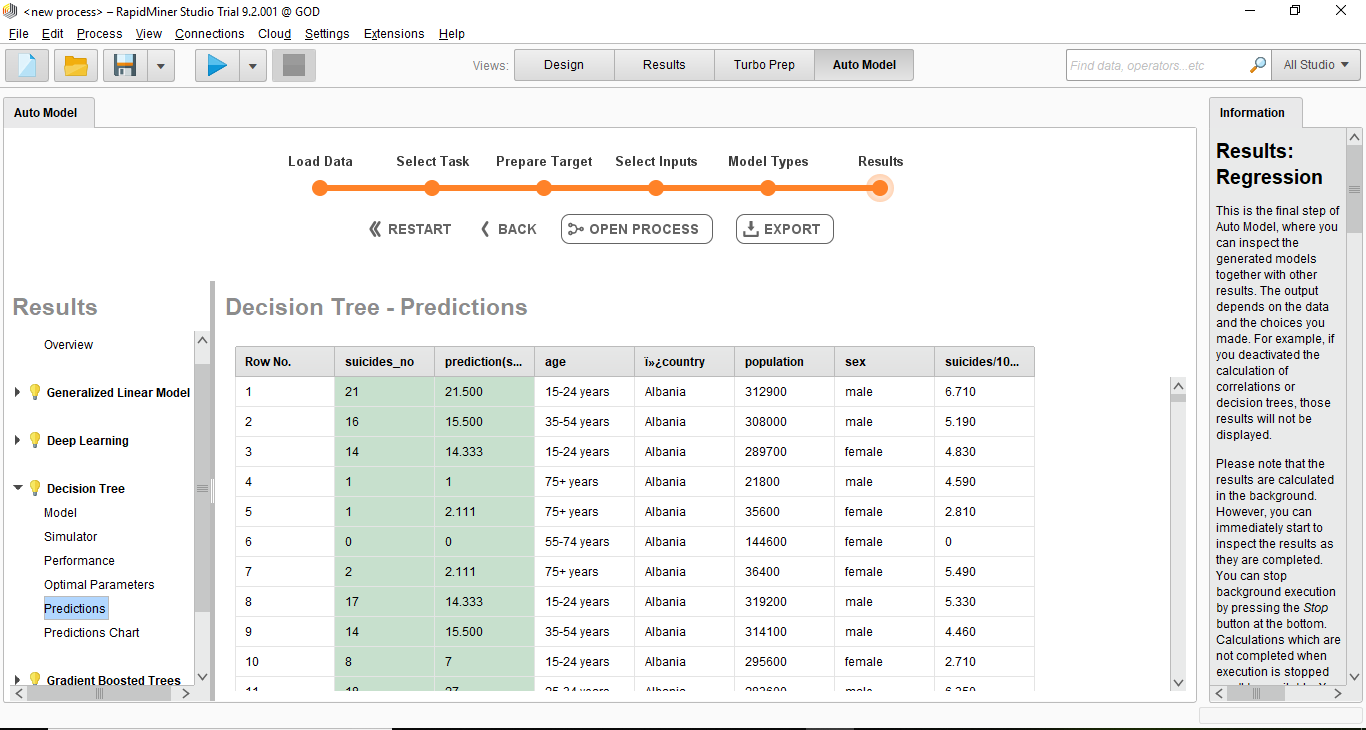 <new process> – RapidMiner Studio Trial 9.2.001 @ GOD
File Edit Process View Connections Cloud Settings Extensions Help
Views: Design Results Turbo Prep Auto Model Find data, operators...etc All Studio
Auto Model
Load Data Select Task Prepare Target Select Inputs Model Types Results
RESTART BACK OPEN PROCESS EXPORT
Results
Overview
Generalized Linear Model
Deep Learning
Decision Tree
Model
Simulator
Performance
Optimal Parameters
Predictions
Predictions Chart
Gradient Boosted Trees
Decision Tree - Predictions
Row No. suicides_no prediction(s... age ï»¿country population sex suicides/10...
1 21 21.500 15-24 years Albania 312900 male 6.710
2 16 15.500 35-54 years Albania 308000 male 5.190
3 14 14.333 15-24 years Albania 289700 female 4.830
4 1 1 75+ years Albania 21800 male 4.590
5 1 2.111 75+ years Albania 35600 female 2.810
6 0 0 55-74 years Albania 144600 female 0
7 2 2.111 75+ years Albania 36400 female 5.490
8 17 14.333 15-24 years Albania 319200 male 5.330
9 14 15.500 35-54 years Albania 314100 male 4.460
10 8 7 15-24 years Albania 295600 female 2.710
Information
Results:
Regression
This is the final step of
Auto Model, where you
can inspect the
generated models
together with other
results. The output
depends on the data
and the choices you
made. For example, if
you deactivated the
calculation of
correlations or
decision trees, those
results will not be
displayed.
Please note that the
results are calculated
in the background.
However, you can
immediately start to
inspect the results as
they are completed.
You can stop
background execution
by pressing the Stop
button at the bottom.
Calculations which are
not completed when
execution is stopped